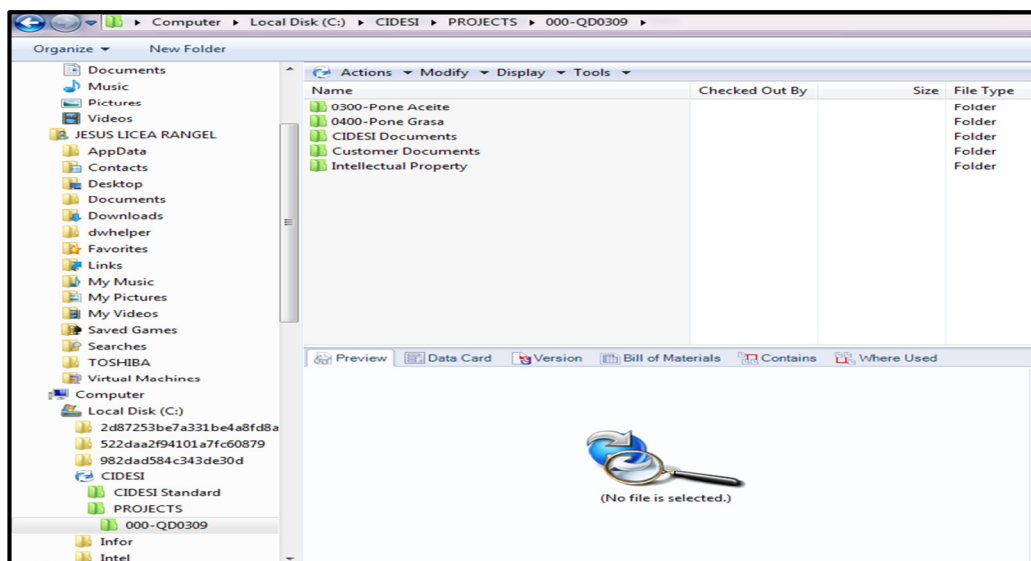 Computer Local Disk (C:) CIDESI PROJECTS 000-QD0309
Organize New Folder
Documents
Music
Pictures
Videos
JESUS LICEA RANGEL
AppData
Contacts
Desktop
Documents
Downloads
dwhelper
Favorites
Links
My Music
My Pictures
My Videos
Saved Games
Searches
TOSHIBA
Virtual Machines
Computer
Local Disk (C:)
2d87253be7a331be4a8fd8a
522daa2f94101a7fc60879
982dad584c343de30d
CIDESI
CIDESI Standard
PROJECTS
000-QD0309
Infor
Intel
Actions Modify Display Tools
Name Checked Out By Size File Type
0300-Pone Aceite Folder
0400-Pone Grasa Folder
CIDESI Documents Folder
Customer Documents Folder
Intellectual Property Folder
Preview Data Card Version Bill of Materials Contains Where Used
(No file is selected.)